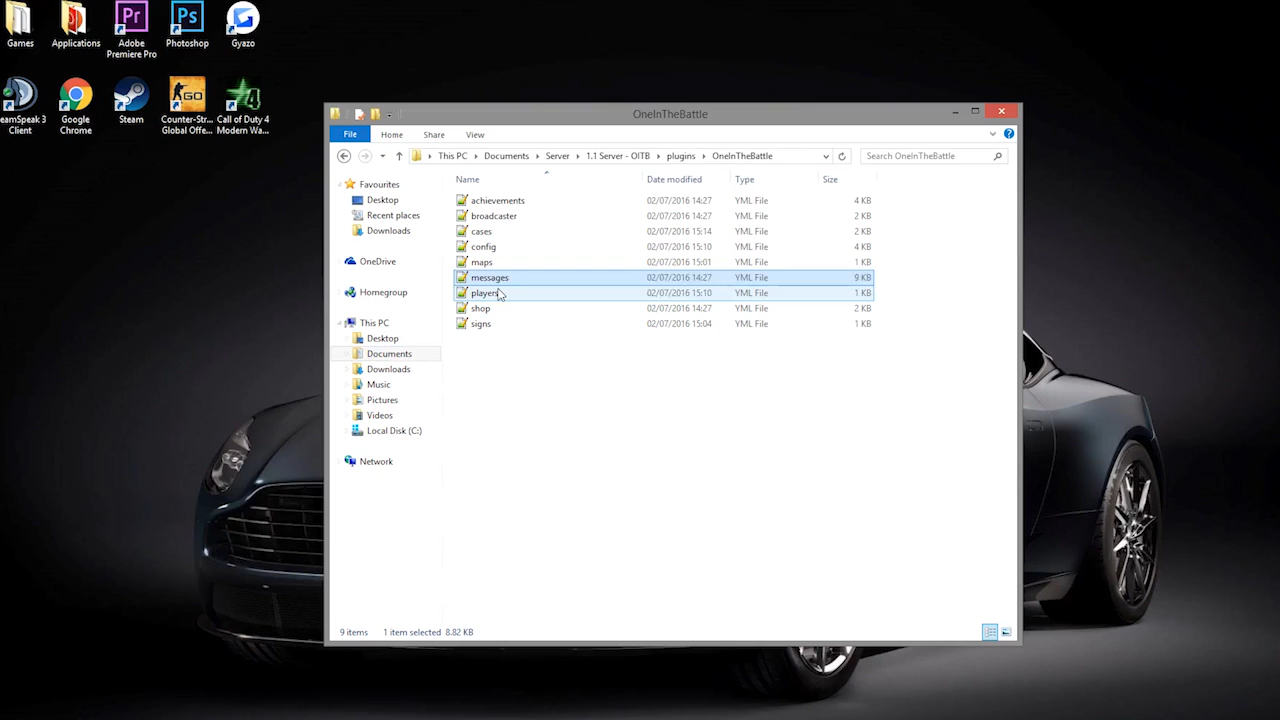 Games
Applications
Adobe
Premiere Pro
Photoshop
Gyazo
eamSpeak 3
Client
Google
Chrome
Steam
Counter-Str...
Global Offe...
Call of Duty 4
Modern Wa...
OneInTheBattle
File Home Share View
This PC Documents Server 1.1 Server - OITB plugins OneInTheBattle Search OneInTheBattle
Name Date modified Type Size
Favourites
Desktop
Recent places
Downloads
OneDrive
Homegroup
This PC
Desktop
Documents
Downloads
Music
Pictures
Videos
Local Disk (C:)
Network
achievements 02/07/2016 14:27 YML File 4 KB
broadcaster 02/07/2016 14:27 YML File 2 KB
cases 02/07/2016 15:14 YML File 2 KB
config 02/07/2016 15:10 YML File 4 KB
maps 02/07/2016 15:01 YML File 1 KB
messages 02/07/2016 14:27 YML File 9 KB
players 02/07/2016 15:10 YML File 1 KB
shop 02/07/2016 14:27 YML File 2 KB
signs 02/07/2016 15:04 YML File 1 KB
9 items 1 item selected 8.82 KB